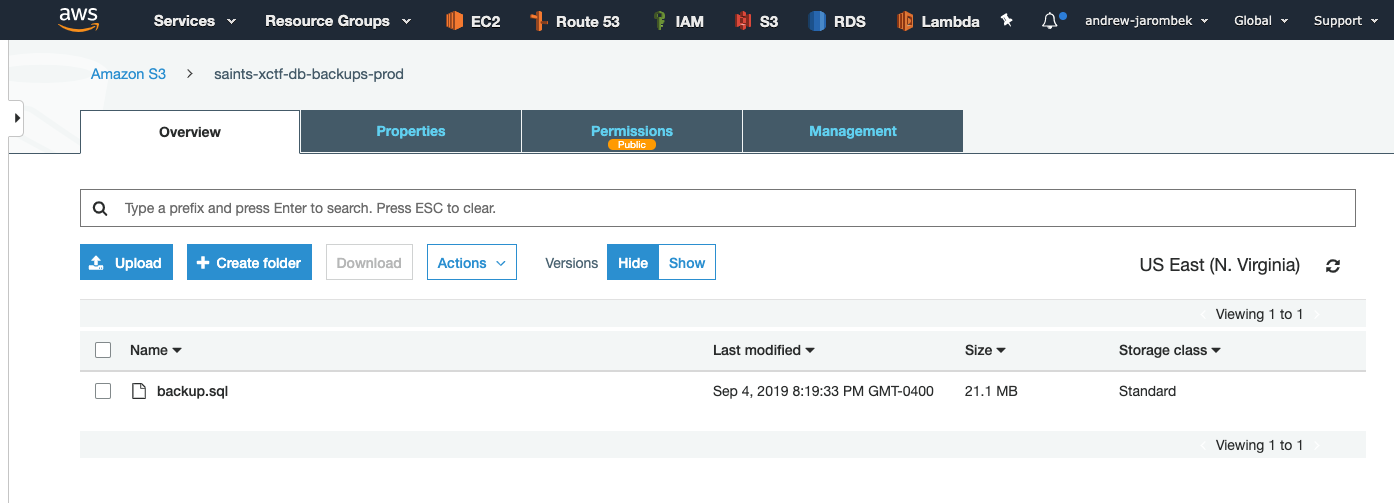 aws Services Resource Groups EC2 Route 53 IAM S3 RDS Lambda andrew-jarombek Global Support
Amazon S3 saints-xctf-db-backups-prod
Overview Properties Permissions Management
Public
Type a prefix and press Enter to search. Press ESC to clear.
Upload + Create folder Download Actions Versions Hide Show US East (N. Virginia)
Viewing 1 to 1
Name Last modified Size Storage class
backup.sql Sep 4, 2019 8:19:33 PM GMT-0400 21.1 MB Standard
Viewing 1 to 1